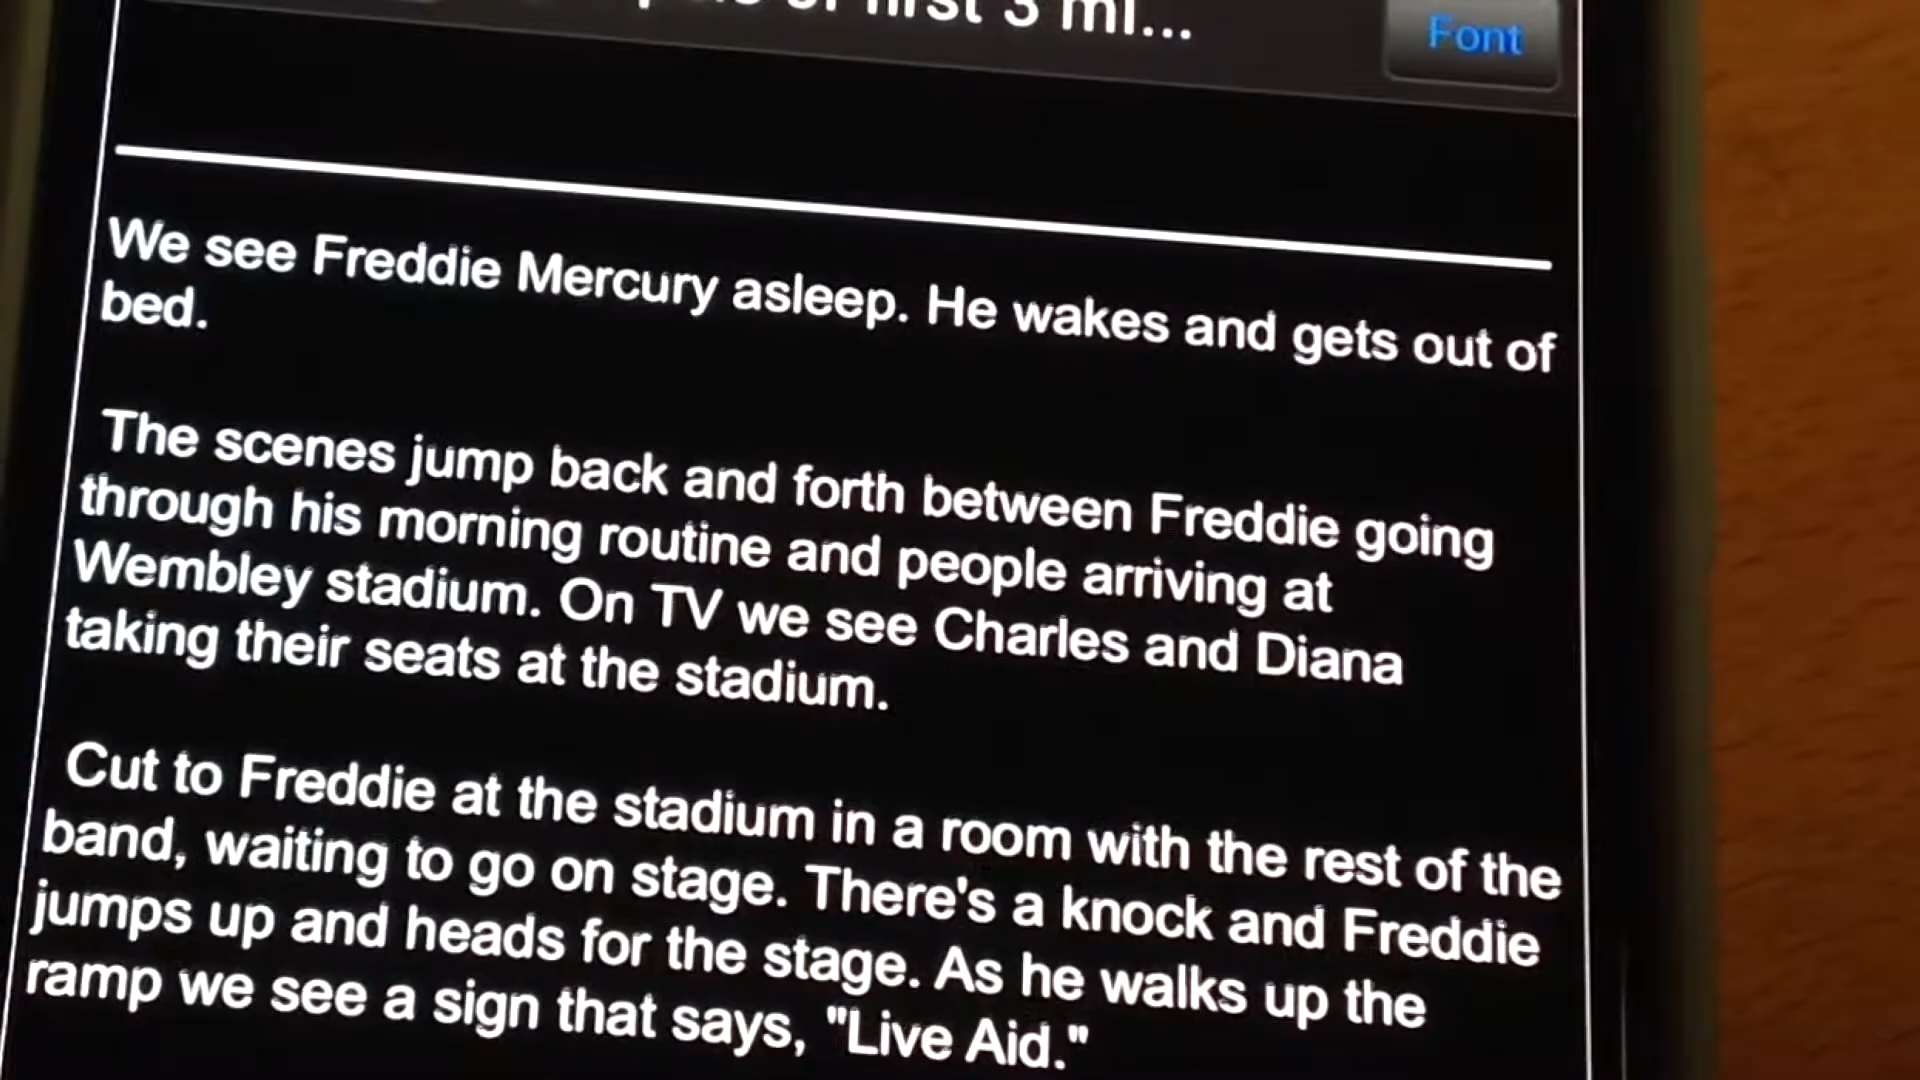 of first 3 mi...
Font
We see Freddie Mercury asleep. He wakes and gets out of
bed.
The scenes jump back and forth between Freddie going
through his morning routine and people arriving at
Wembley stadium. On TV we see Charles and Diana
taking their seats at the stadium.
Cut to Freddie at the stadium in a room with the rest of the
band, waiting to go on stage. There's a knock and Freddie
jumps up and heads for the stage. As he walks up the
ramp we see a sign that says, "Live Aid."